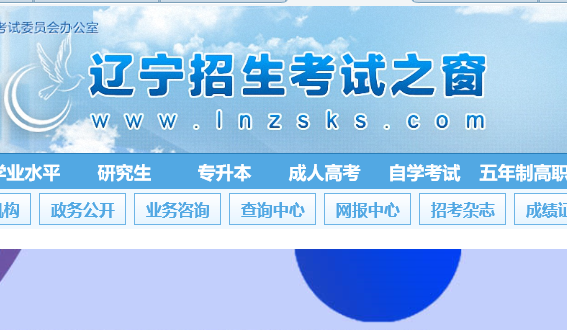 考试委员会办公室
辽宁招生考试之窗
www.lnzsks.com
学业水平 研究生 专升本 成人高考 自学考试 五年制高职
机构 政务公开 业务咨询 查询中心 网报中心 招考杂志 成绩证